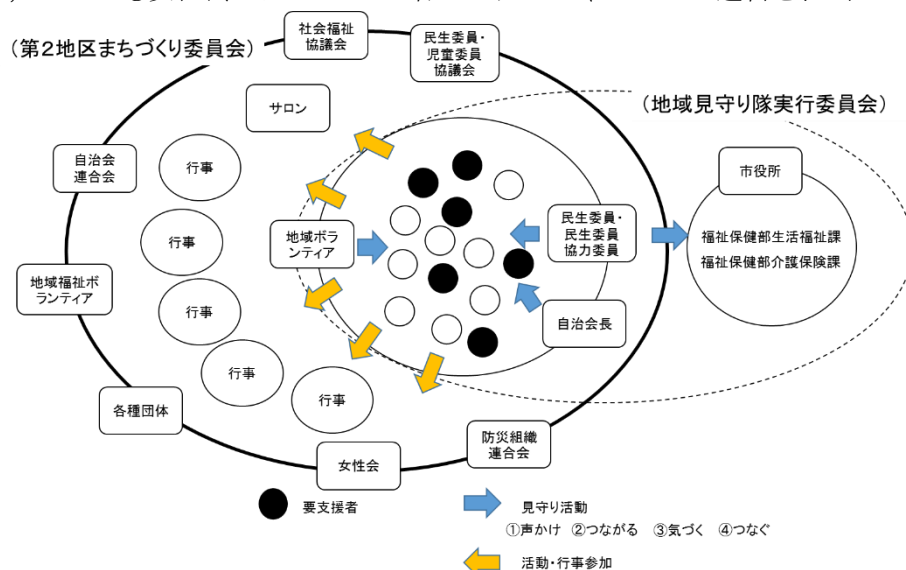 社会福祉
協議会
民生委員・
児童委員
協議会
（第2地区まちづくり委員会）
サロン
（地域見守り隊実行委員会）
自治会
連合会
行事
市役所
民生委員・
民生委員
協力委員
地域ボラ
ンティア
行事
福祉保健部生活福祉課
福祉保健部介護保険課
地域福祉ボ
ランティア
行事
自治会長
行事
行事
各種団体
防災組織
連合会
女性会
要支援者
見守り活動
①声かけ ②つながる ③気づく ④つなぐ
活動・行事参加